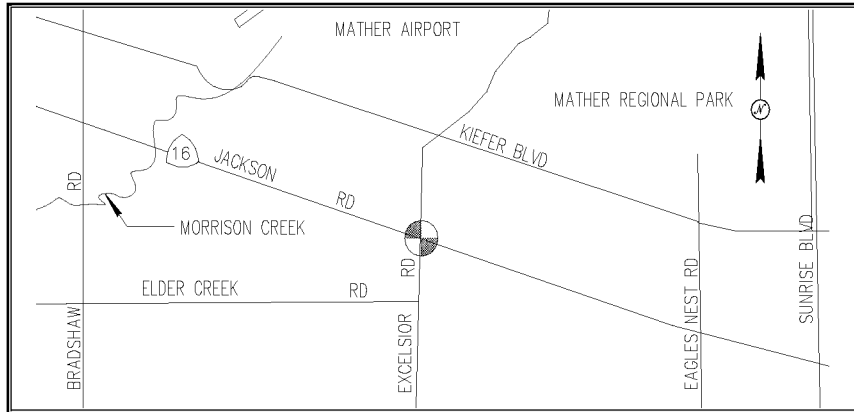 MATHER AIRPORT
MATHER REGIONAL PARK
N
KIEFER BLVD
16
JACKSON RD
RD
MORRISON CREEK
RD
ELDER CREEK RD
BRADSHAW
EXCELSIOR
EAGLES NEST RD
SUNRISE BLVD